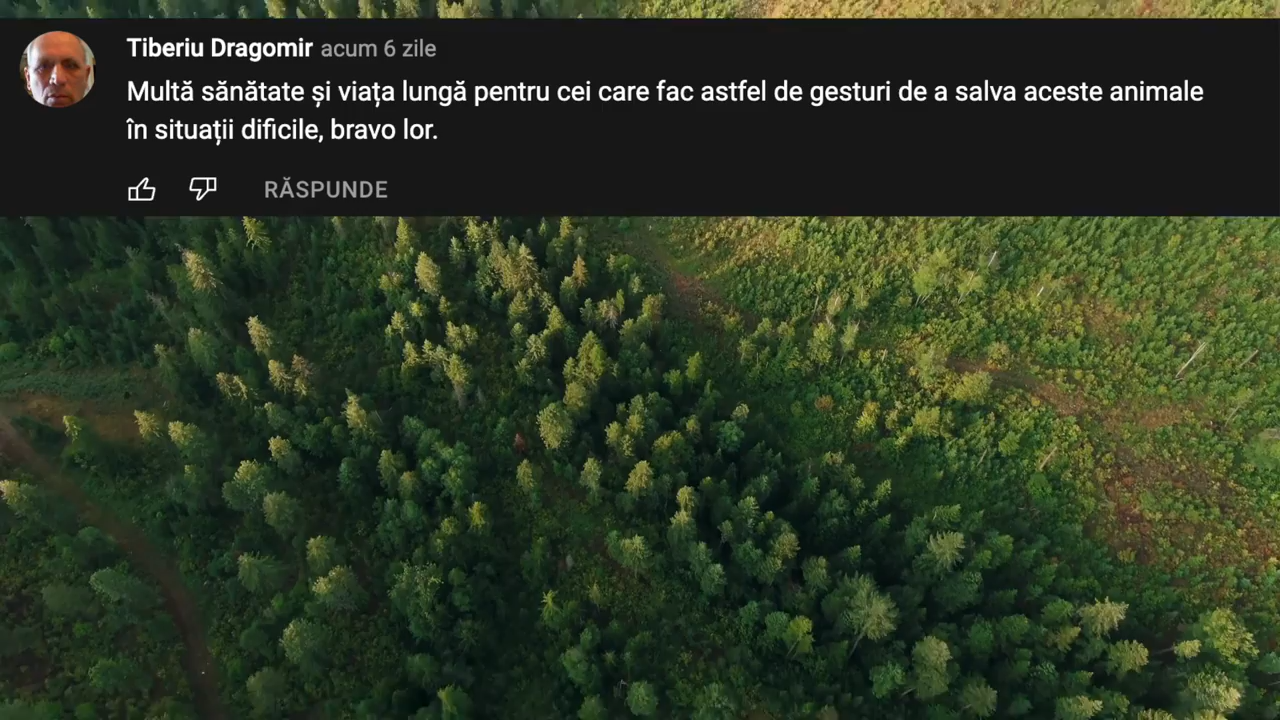 Tiberiu Dragomir acum 6 zile
Multă sănătate și viața lungă pentru cei care fac astfel de gesturi de a salva aceste animale
în situații dificile, bravo lor.
RĂSPUNDE